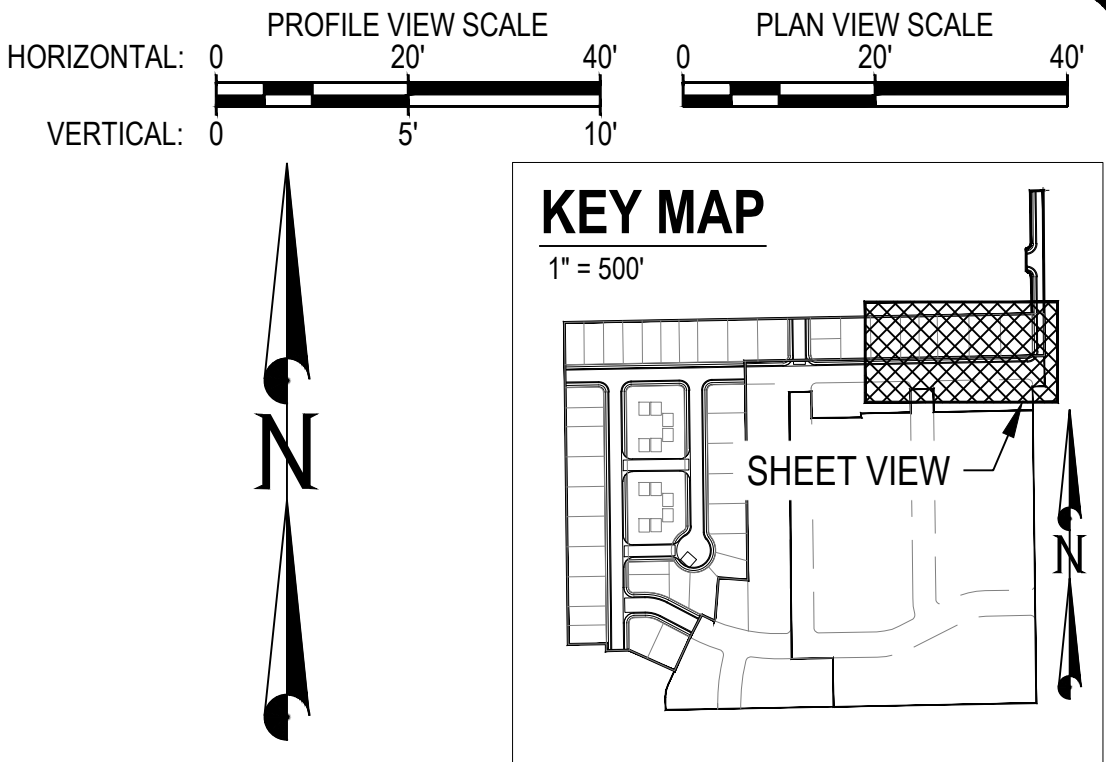 PROFILE VIEW SCALE PLAN VIEW SCALE
HORIZONTAL: 0 20' 40' 0 20' 40'
VERTICAL: 0 5' 10'
KEY MAP
1" = 500'
N
SHEET VIEW
N